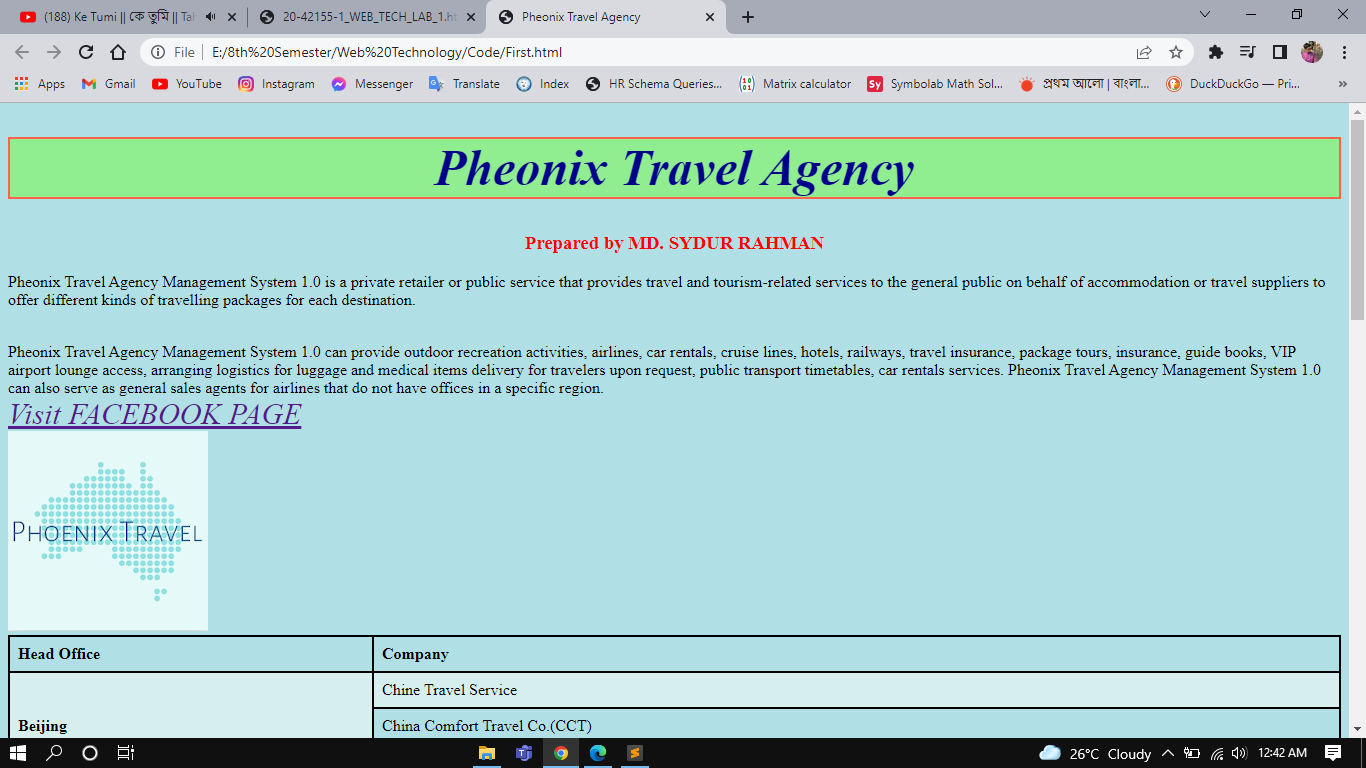 (188) Ke Tumi || কে তুমি ||
20-42155-1_WEB_TECH_LAB_1.h
Pheonix Travel Agency
File
E:/8th%20Semester/Web%20Technology/Code/First.html
Apps
Gmail
YouTube
Instagram
Messenger
Translate
Index
HR Schema Queries...
Matrix calculator
Symbolab Math Sol...
প্রথম আলো | বাংলা...
DuckDuckGo — Pri...
Pheonix Travel Agency
Prepared by MD. SYDUR RAHMAN
Pheonix Travel Agency Management System 1.0 is a private retailer or public service that provides travel and tourism-related services to the general public on behalf of accommodation or travel suppliers to
offer different kinds of travelling packages for each destination.
Pheonix Travel Agency Management System 1.0 can provide outdoor recreation activities, airlines, car rentals, cruise lines, hotels, railways, travel insurance, package tours, insurance, guide books, VIP
airport lounge access, arranging logistics for luggage and medical items delivery for travelers upon request, public transport timetables, car rentals services. Pheonix Travel Agency Management System 1.0
can also serve as general sales agents for airlines that do not have offices in a specific region.
Visit FACEBOOK PAGE
PHOENIX TRAVEL
Head Office
Company
Chine Travel Service
Beijing
China Comfort Travel Co.(CCT)
26°C Cloudy
12:42 AM